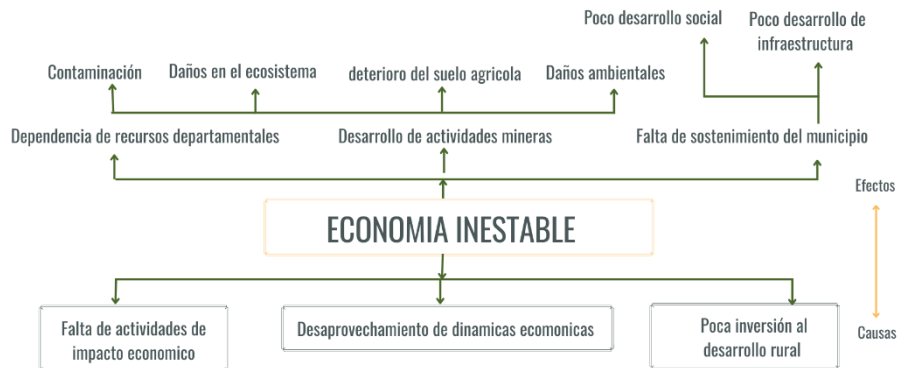 Poco desarrollo social
Poco desarrollo de
infraestructura
Contaminación
Daños en el ecosistema
deterioro del suelo agricola
Daños ambientales
Dependencia de recursos departamentales
Desarrollo de actividades mineras
Falta de sostenimiento del municipio
Efectos
ECONOMIA INESTABLE
Falta de actividades de
impacto economico
Desaprovechamiento de dinamicas ecomonicas
Poca inversión al
desarrollo rural
Causas